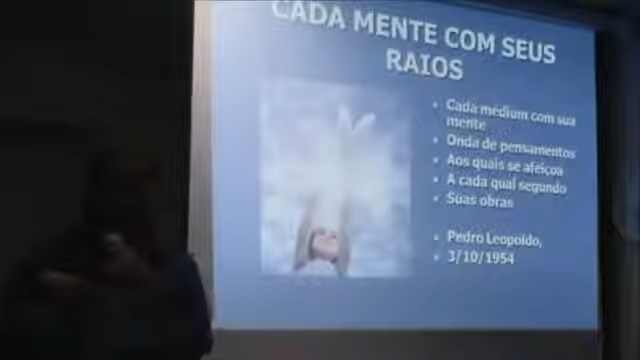 CADA MENTE COM SEUS
RAIOS
Cada médium com sua
mente
Onda de pensamentos
Aos quais se afeiçoa
A cada qual segundo
Suas obras
Pedro Leopoldo,
3/10/1954